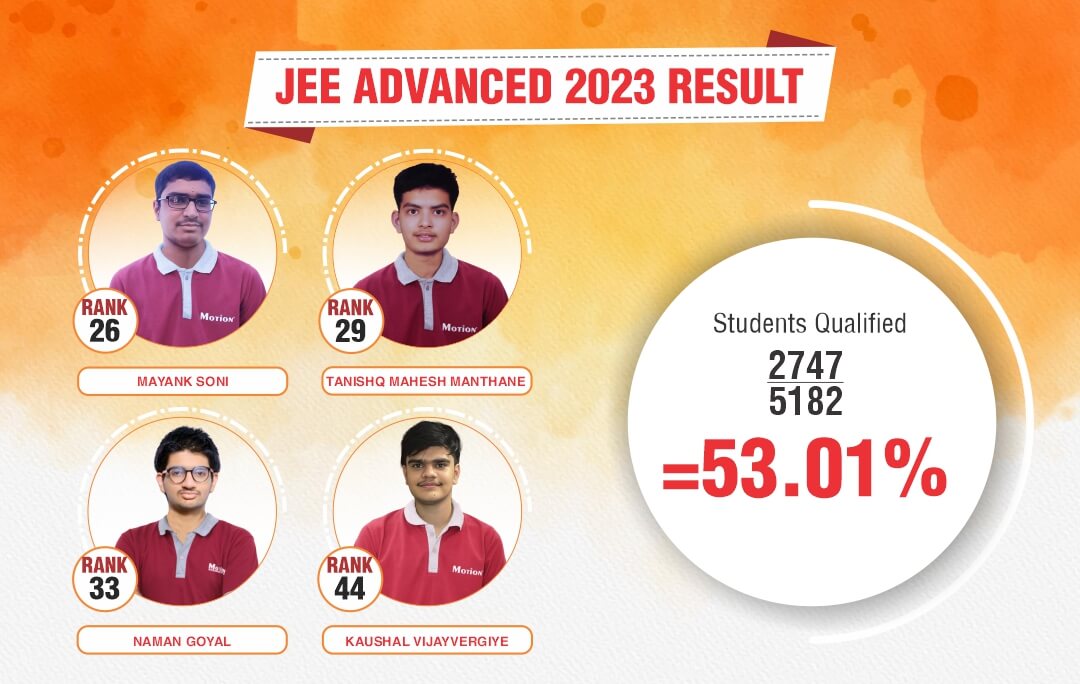 JEE ADVANCED 2023 RESULT
MOTION
RANK
26
MAYANK SONI
MOTION
RANK
29
TANISHQ MAHESH MANTHANE
MOTION
RANK
33
NAMAN GOYAL
MOTION
RANK
44
KAUSHAL VIJAYVERGIYE
Students Qualified
2747
5182
=53.01%